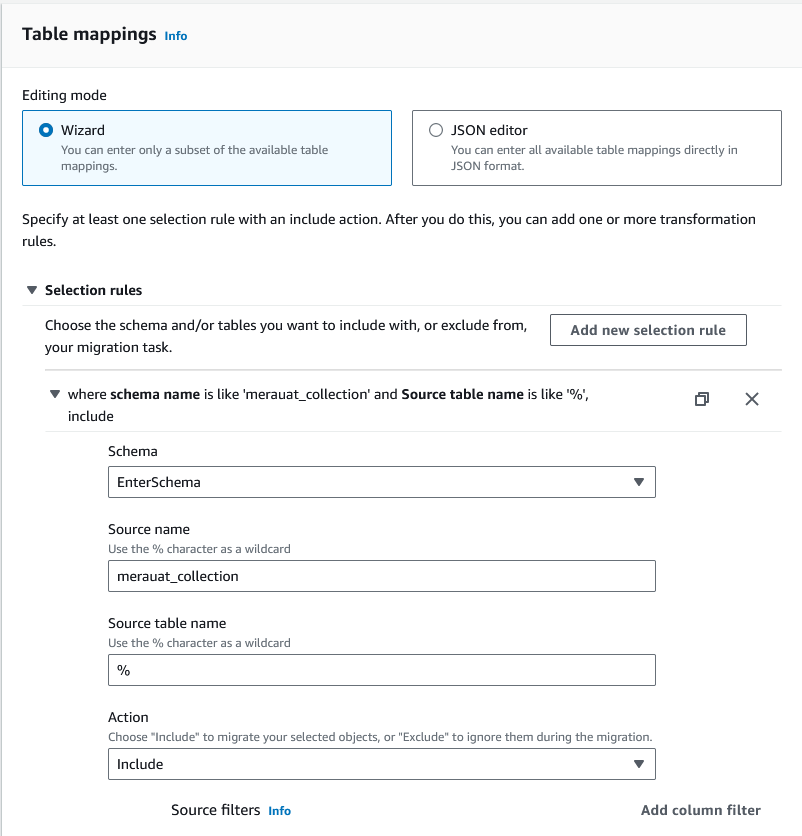 Table mappings Info
Editing mode
Wizard
You can enter only a subset of the available table
mappings.
JSON editor
You can enter all available table mappings directly in
JSON format.
Specify at least one selection rule with an include action. After you do this, you can add one or more transformation
rules.
Selection rules
Choose the schema and/or tables you want to include with, or exclude from,
your migration task.
Add new selection rule
where schema name is like 'merauat_collection' and Source table name is like '%',
include
Schema
EnterSchema
Source name
Use the % character as a wildcard
merauat_collection
Source table name
Use the % character as a wildcard
%
Action
Choose "Include" to migrate your selected objects, or "Exclude" to ignore them during the migration.
Include
Source filters Info
Add column filter